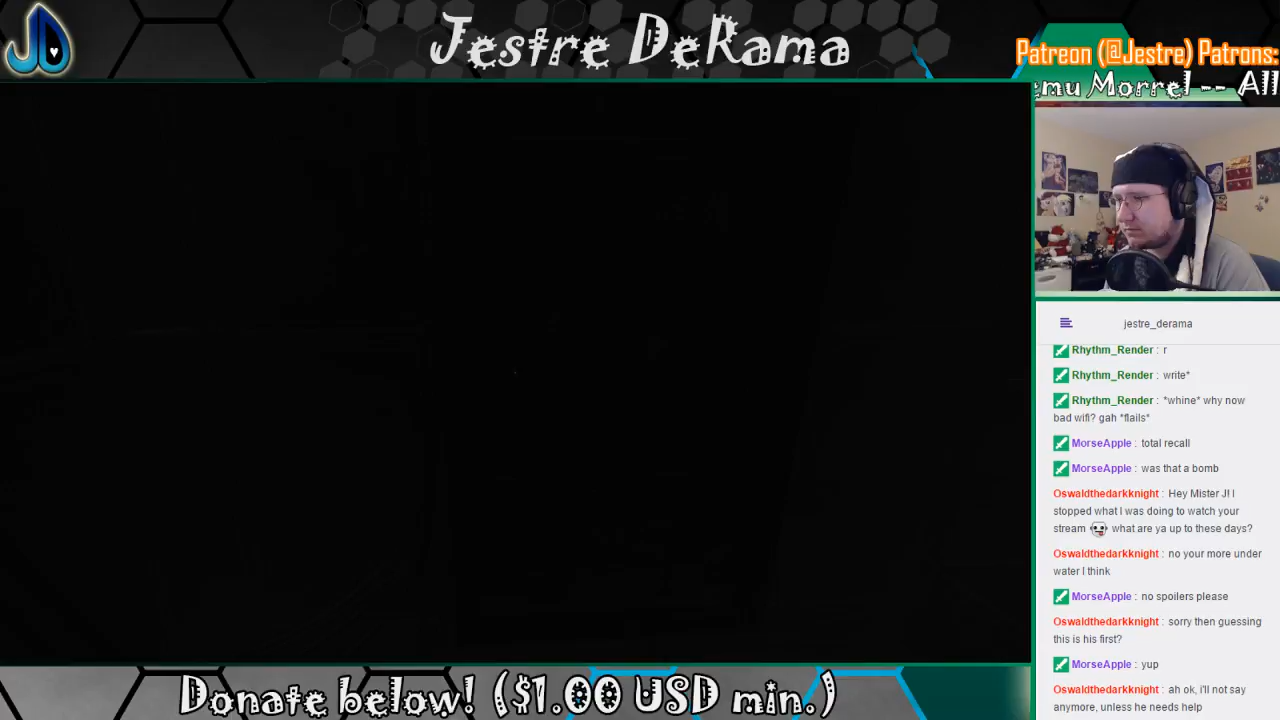 JD
Jestre DeRama
Patreon (@Jestre) Patrons:
emu Morrel -- All
jestre_derama
Rhythm_Render : r
Rhythm_Render : write*
Rhythm_Render : *whine* why now
bad wifi? gah *flails*
MorseApple : total recall
MorseApple : was that a bomb
Oswaldthedarkknight : Hey Mister J! I
stopped what I was doing to watch your
stream what are ya up to these days?
Oswaldthedarkknight : no your more under
water I think
MorseApple : no spoilers please
Oswaldthedarkknight : sorry then guessing
this is his first?
MorseApple : yup
Oswaldthedarkknight : ah ok, i'll not say
anymore, unless he needs help
Donate below! ($1.00 USD min.)